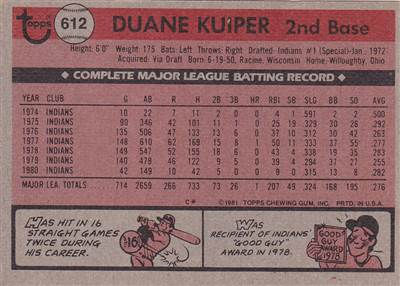 topps
612
DUANE KUIPER 2nd Base
Height: 6'0" Weight: 175 Bats: Left Throws: Right Drafted-Indians #1 (Special)-Jan., 1972
Acquired: Via Draft Born 6-19-50, Racine, Wisconsin Home-Willoughby, Ohio
COMPLETE MAJOR LEAGUE BATTING RECORD
YEAR CLUB G AB R H 2B 3B HR RBI SB SLG BB SO AVG
1974 INDIANS 10 22 7 11 2 0 0 4 1 .591 2 2 .500
1975 INDIANS 90 346 42 101 11 1 0 25 19 .329 30 26 .292
1976 INDIANS 135 506 47 133 13 6 0 37 10 .312 30 42 .263
1977 INDIANS 148 610 62 169 15 8 1 50 11 .333 37 55 .277
1978 INDIANS 149 547 52 155 18 6 0 43 4 .338 19 35 .283
1979 INDIANS 140 479 46 122 9 5 0 39 4 .294 37 27 .255
1980 INDIANS 42 149 10 42 5 0 0 9 0 .315 13 8 .282
MAJOR LEA. TOTALS 714 2659 266 733 73 26 1 207 49 .324 168 195 .276
C* © 1981 TOPPS CHEWING GUM, INC. PRTD. IN U.S.A.
HAS HIT IN 16
STRAIGHT GAMES
TWICE DURING
HIS CAREER.
16
WAS
RECIPIENT OF INDIANS'
"GOOD GUY"
AWARD IN 1978.
GOOD
GUY
AWARD
1978